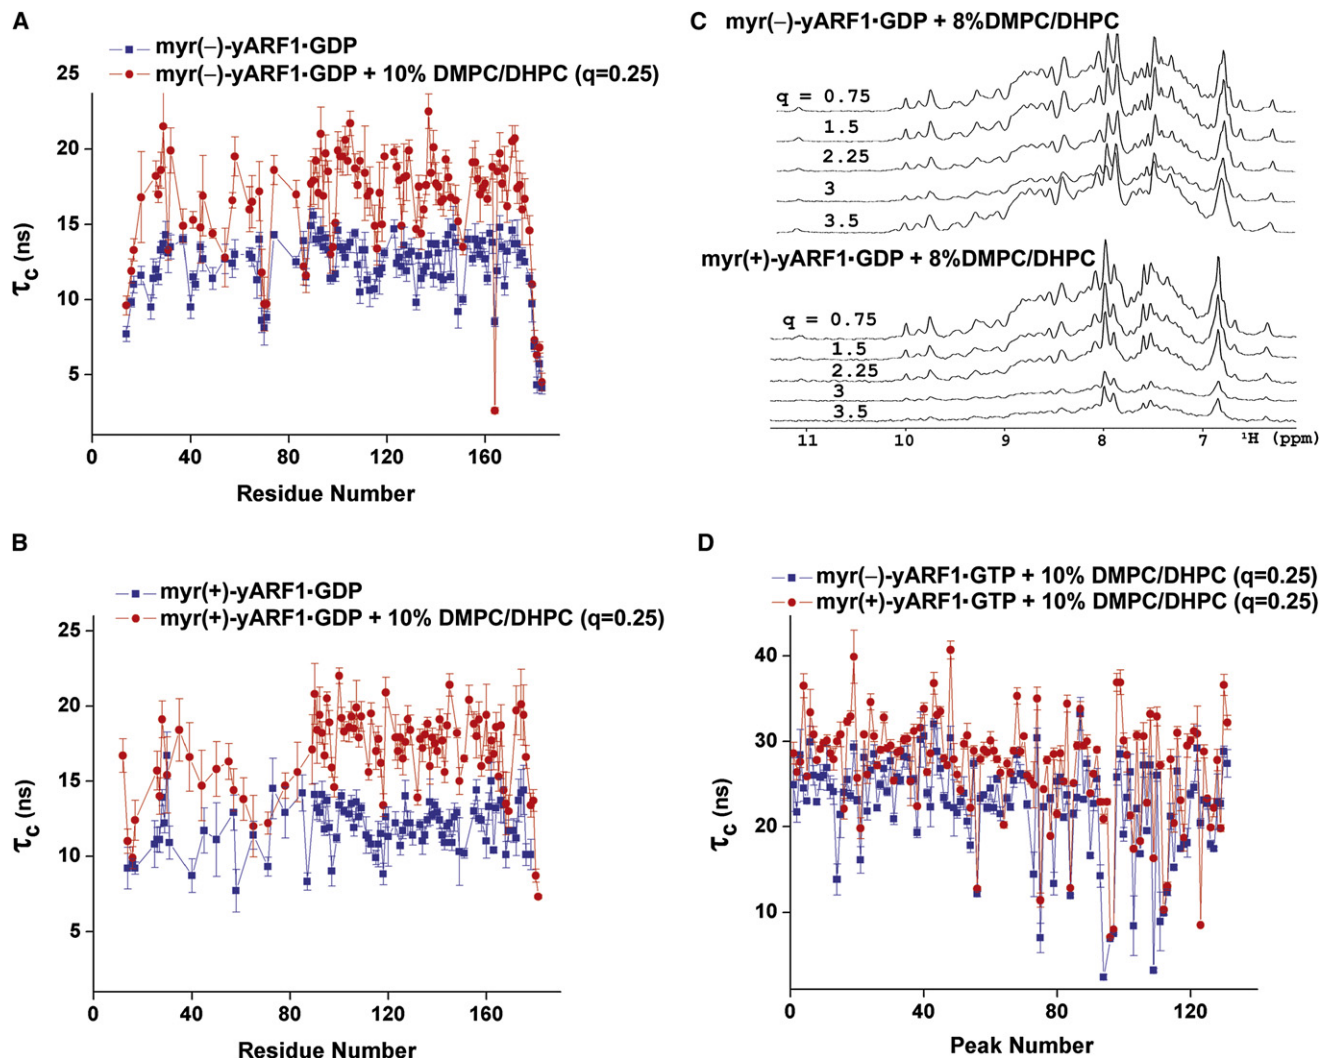 A
myr(–)-yARF1·GDP
myr(–)-yARF1·GDP + 10% DMPC/DHPC (q=0.25)
25
20
15
10
5
τc (ns)
0
40
80
120
160
Residue Number
B
myr(+)-yARF1·GDP
myr(+)-yARF1·GDP + 10% DMPC/DHPC (q=0.25)
25
20
15
10
5
τc (ns)
0
40
80
120
160
Residue Number
C
myr(–)-yARF1·GDP + 8%DMPC/DHPC
q = 0.75
1.5
2.25
3
3.5
myr(+)-yARF1·GDP + 8%DMPC/DHPC
q = 0.75
1.5
2.25
3
3.5
11
10
9
8
7
¹H (ppm)
D
myr(–)-yARF1·GTP + 10% DMPC/DHPC (q=0.25)
myr(+)-yARF1·GTP + 10% DMPC/DHPC (q=0.25)
40
30
20
10
τc (ns)
0
40
80
120
Peak Number